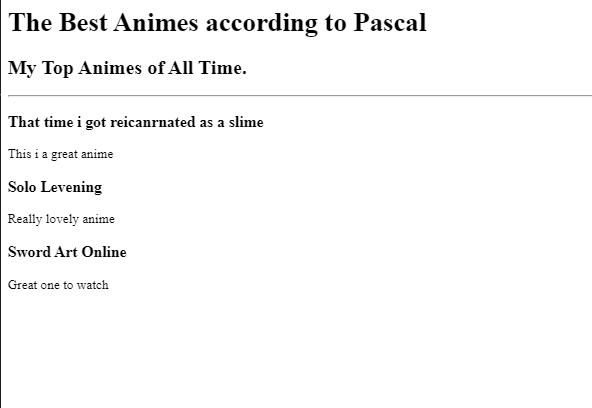 The Best Animes according to Pascal
My Top Animes of All Time.
That time i got reicanrnated as a slime
This i a great anime
Solo Levening
Really lovely anime
Sword Art Online
Great one to watch